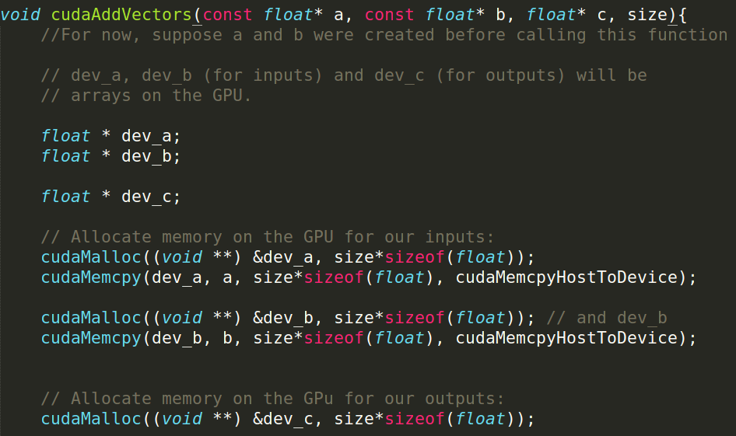 void cudaAddVectors(const float* a, const float* b, float* c, size){
//For now, suppose a and b were created before calling this function
// dev_a, dev_b (for inputs) and dev_c (for outputs) will be
// arrays on the GPU.
float * dev_a;
float * dev_b;
float * dev_c;
// Allocate memory on the GPU for our inputs:
cudaMalloc((void **) &dev_a, size*sizeof(float));
cudaMemcpy(dev_a, a, size*sizeof(float), cudaMemcpyHostToDevice);
cudaMalloc((void **) &dev_b, size*sizeof(float)); // and dev_b
cudaMemcpy(dev_b, b, size*sizeof(float), cudaMemcpyHostToDevice);
// Allocate memory on the GPu for our outputs:
cudaMalloc((void **) &dev_c, size*sizeof(float));